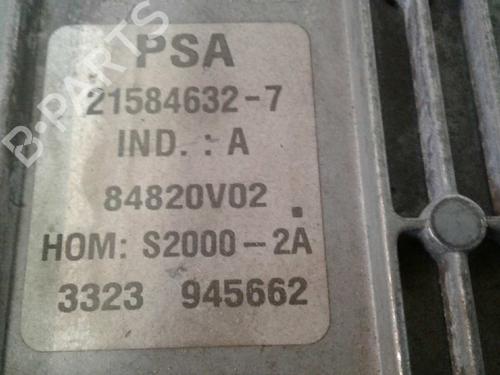 PSA
21584632-7
IND. : A
84820V02.
HOM: S2000-2A
3323 945662
B-PARTS